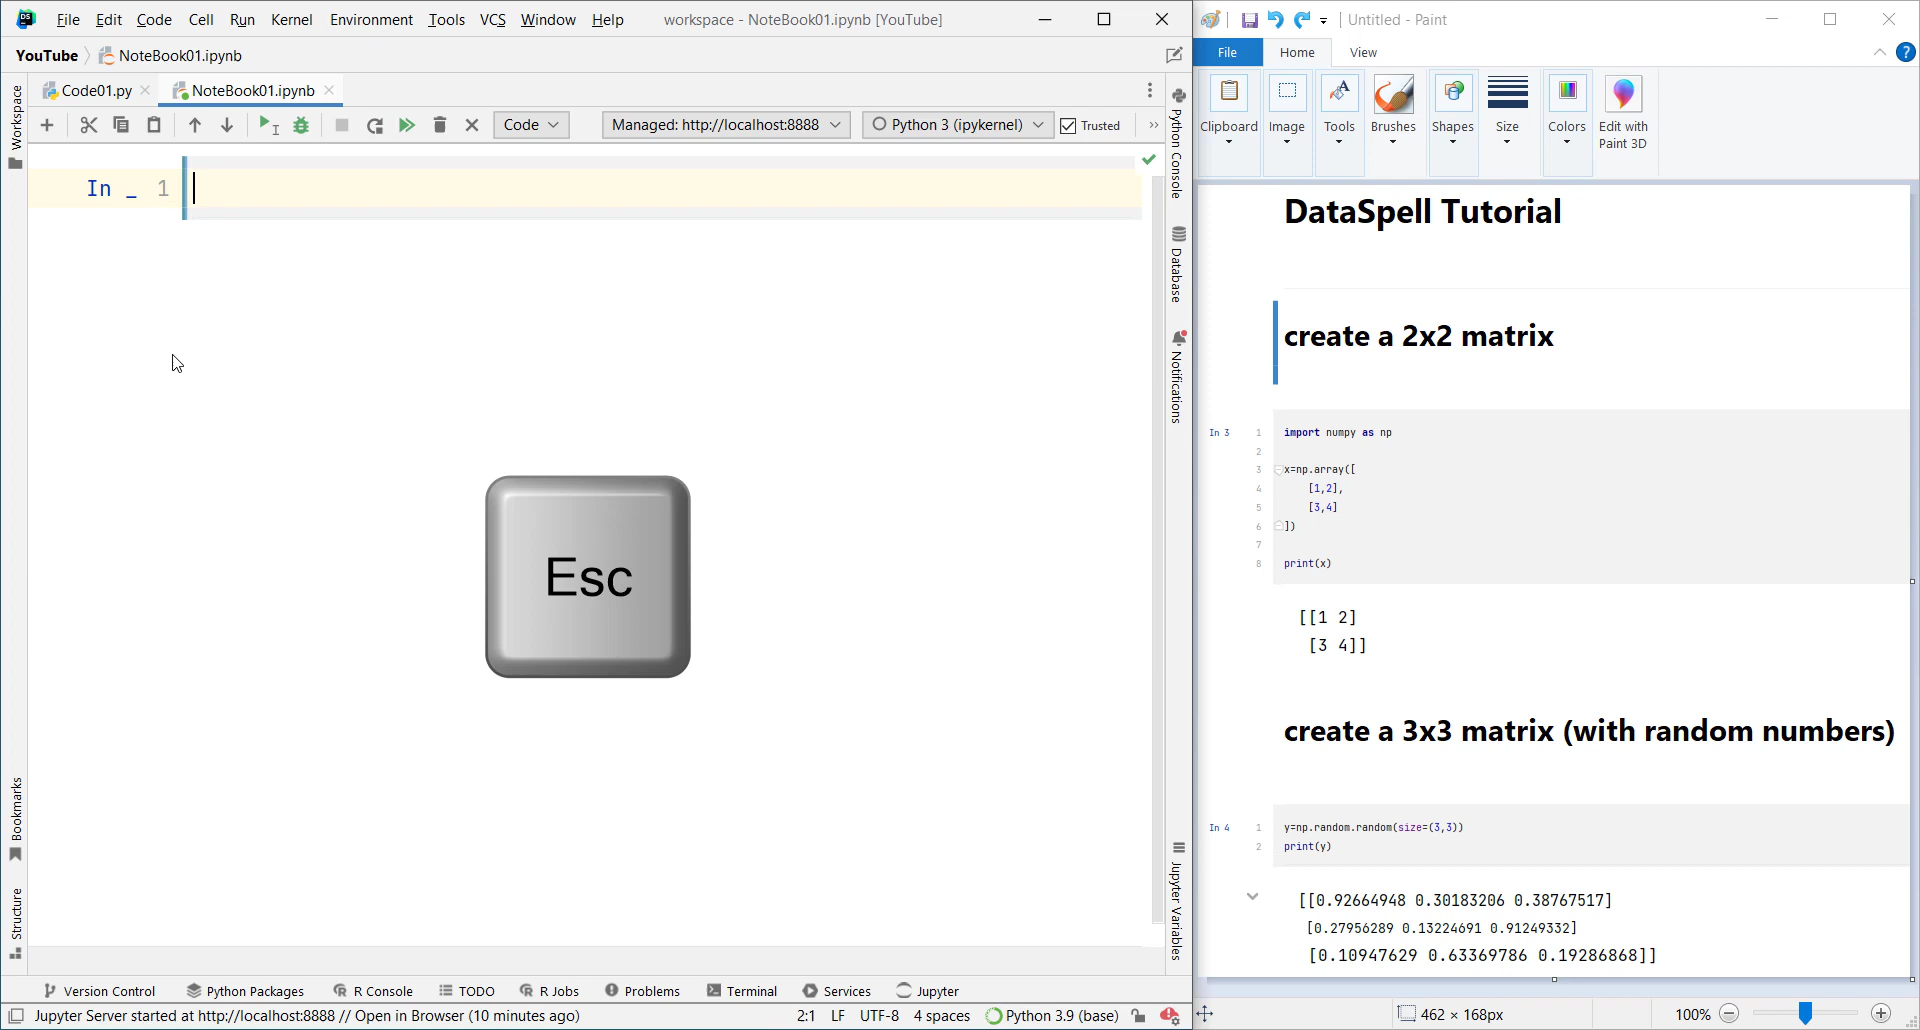 File Edit Code Cell Run Kernel Environment Tools VCS Window Help workspace - NoteBook01.ipynb [YouTube]
YouTube NoteBook01.ipynb
Code01.py NoteBook01.ipynb
Code Managed: http://localhost:8888 Python 3 (ipykernel) Trusted
In _ 1
Esc
Workspace
Bookmarks
Structure
Python Console
Database
Notifications
Jupyter Variables
Version Control Python Packages R Console TODO R Jobs Problems Terminal Services Jupyter
Jupyter Server started at http://localhost:8888 // Open in Browser (10 minutes ago) 2:1 LF UTF-8 4 spaces Python 3.9 (base)
Untitled - Paint
File Home View
Clipboard Image Tools Brushes Shapes Size Colors Edit with
Paint 3D
DataSpell Tutorial
create a 2x2 matrix
In 3 1 import numpy as np
2
3 x=np.array([
4 [1,2],
5 [3,4]
6 ])
7
8 print(x)
[[1 2]
[3 4]]
create a 3x3 matrix (with random numbers)
In 4 1 y=np.random.random(size=(3,3))
2 print(y)
[[0.92664948 0.30183206 0.38767517]
[0.27956289 0.13224691 0.91249332]
[0.10947629 0.63369786 0.19286868]]
462 × 168px 100%